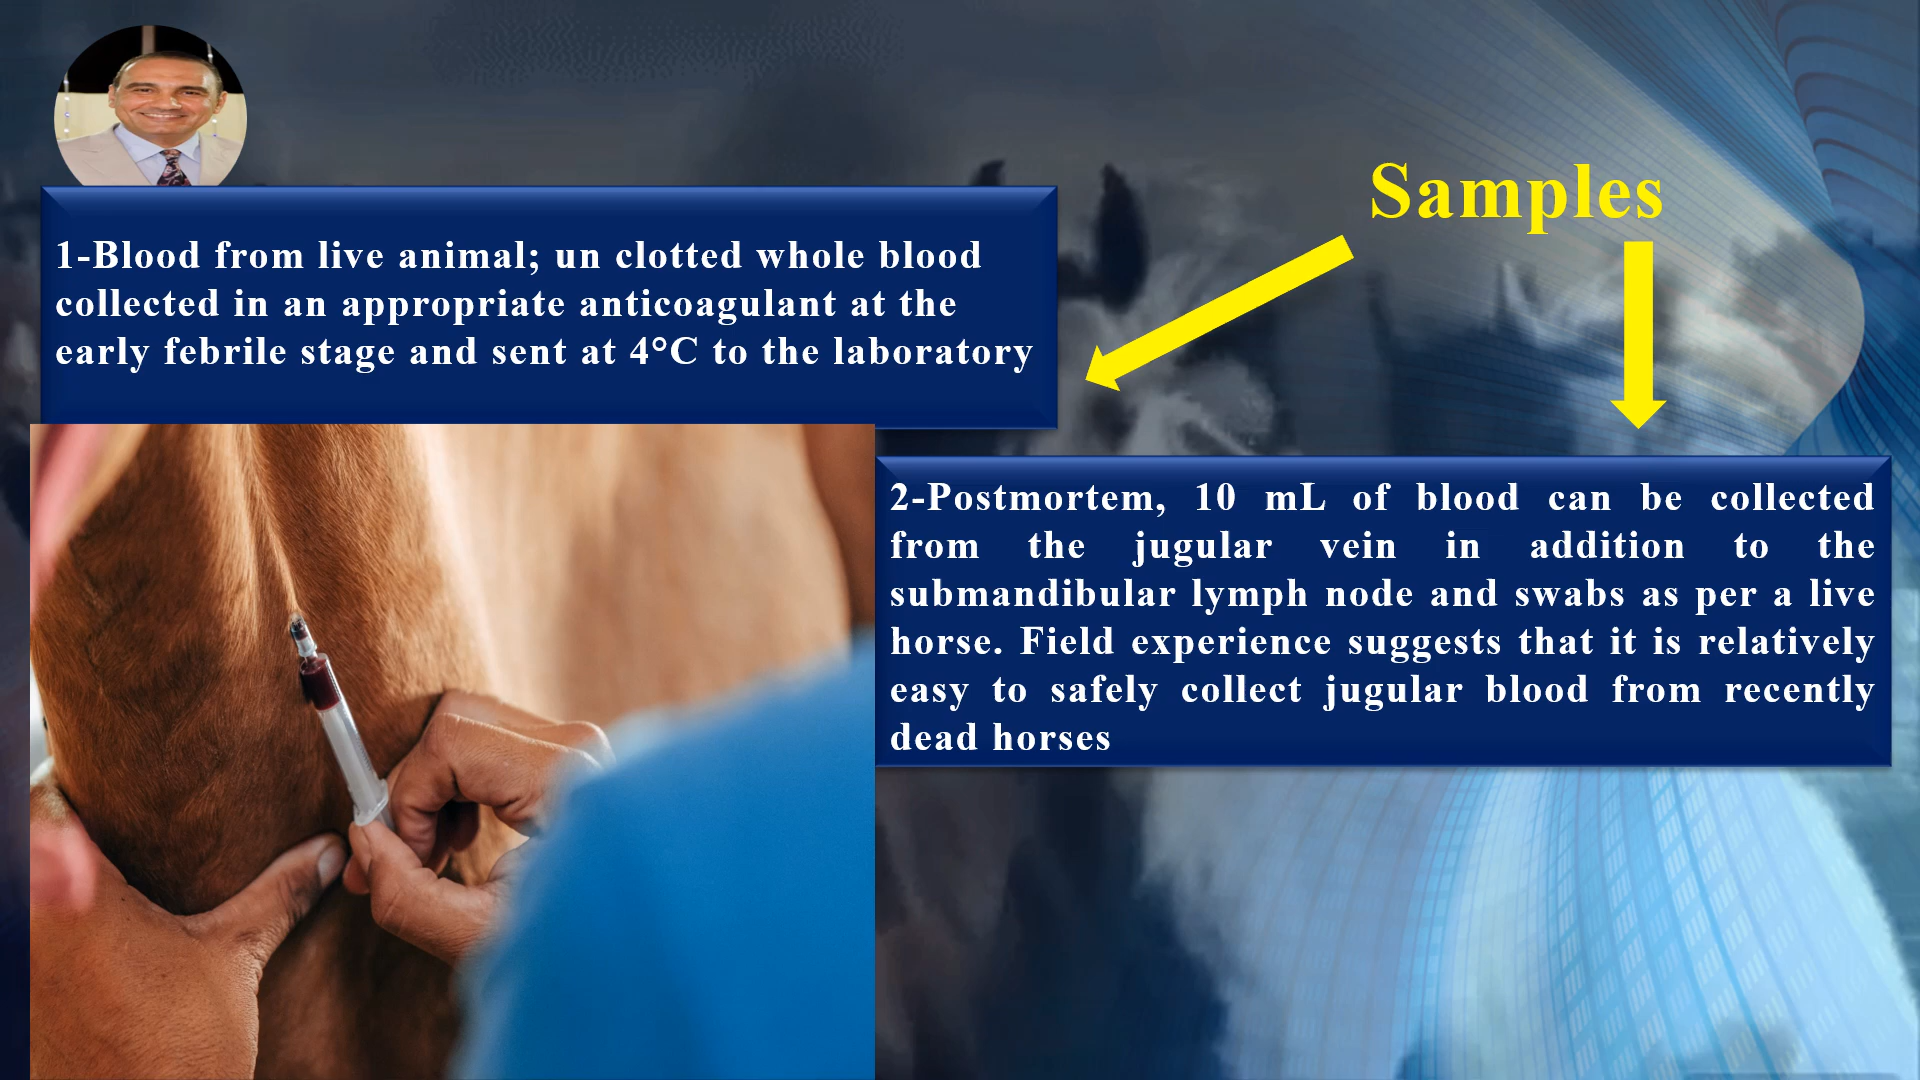 Samples
1-Blood from live animal; un clotted whole blood
collected in an appropriate anticoagulant at the
early febrile stage and sent at 4°C to the laboratory
2-Postmortem, 10 mL of blood can be collected
from the jugular vein in addition to the
submandibular lymph node and swabs as per a live
horse. Field experience suggests that it is relatively
easy to safely collect jugular blood from recently
dead horses